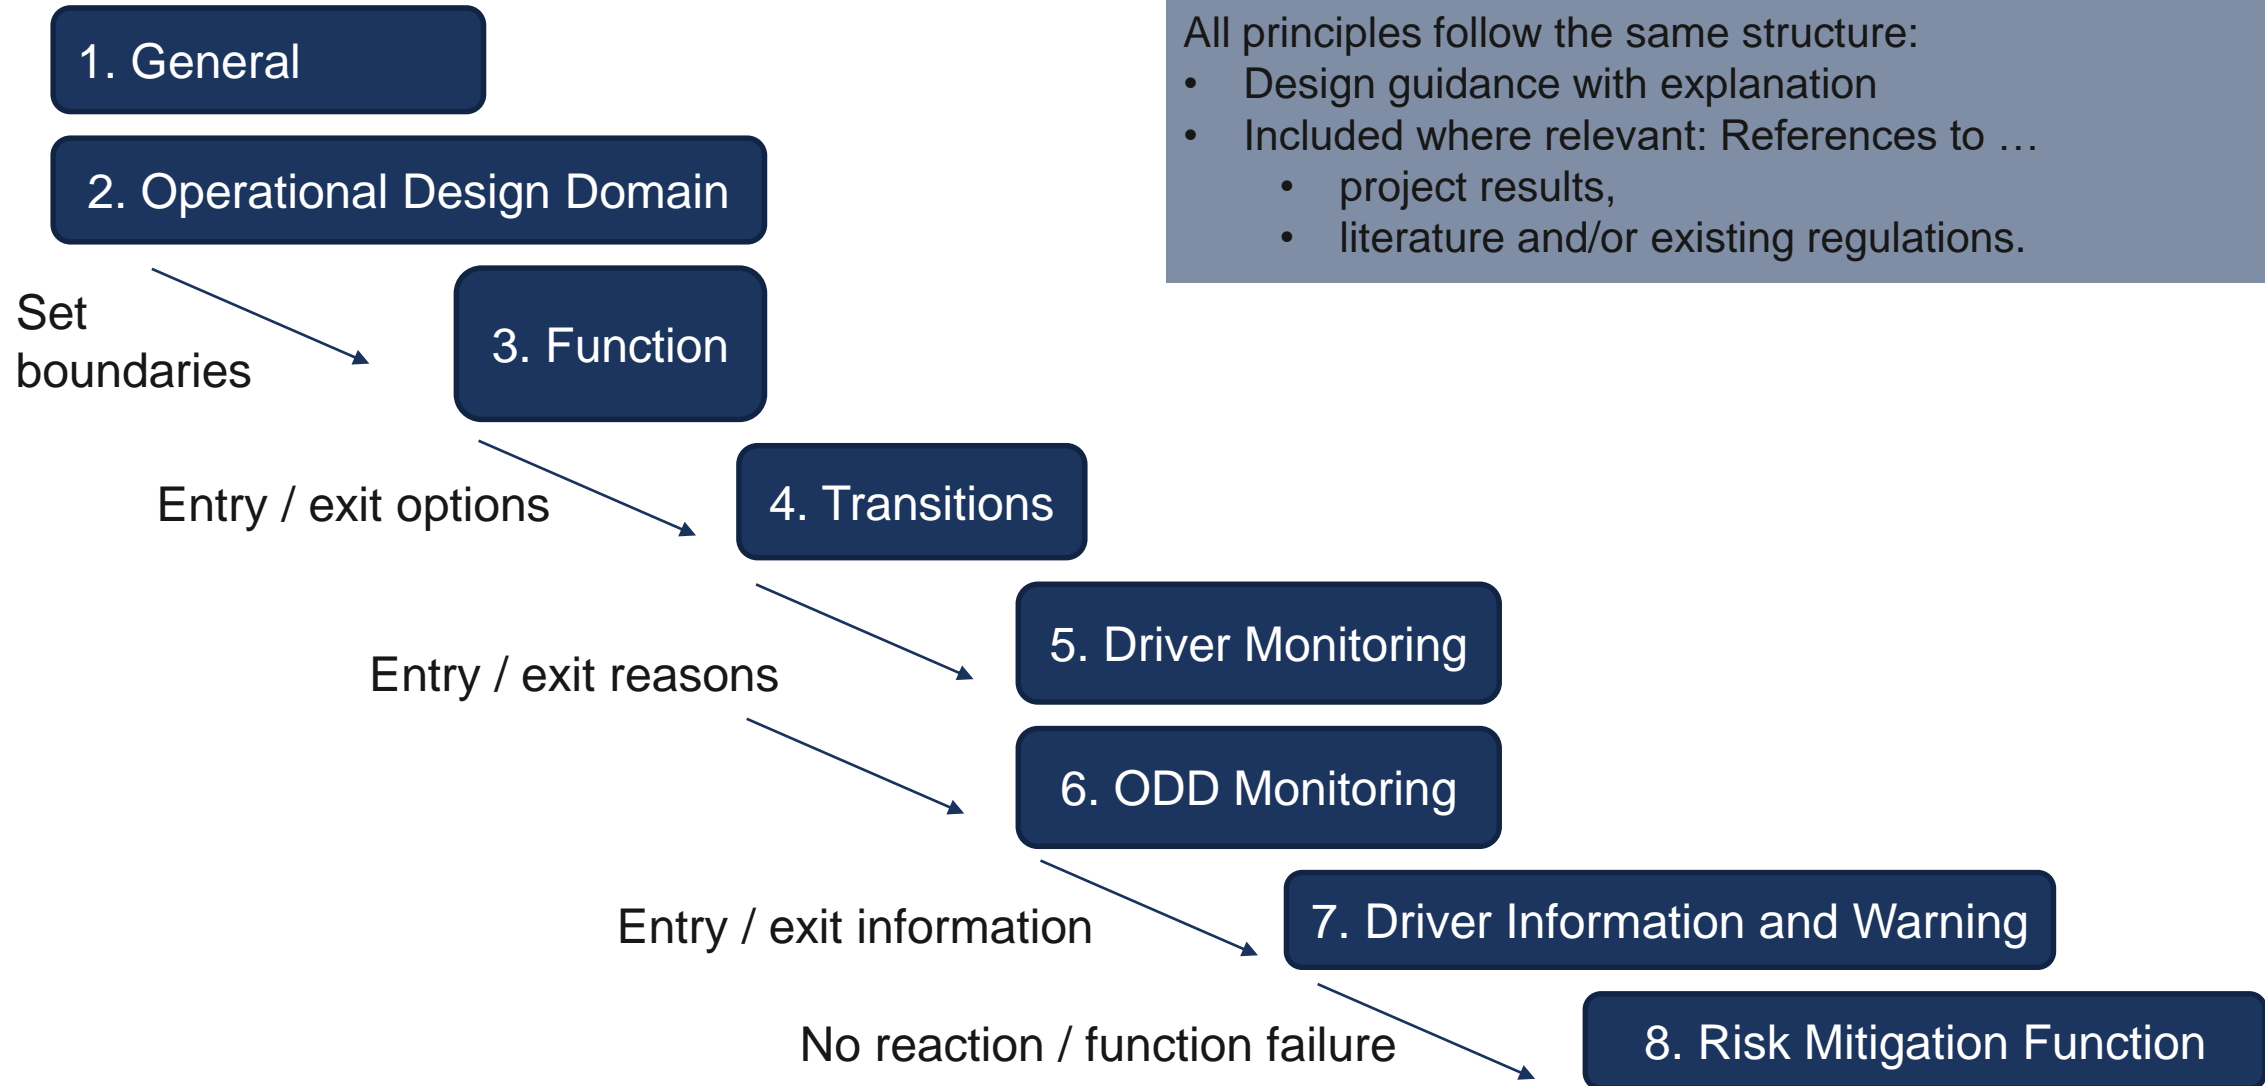 1. General
All principles follow the same structure:
• Design guidance with explanation
• Included where relevant: References to …
• project results,
• literature and/or existing regulations.
2. Operational Design Domain
Set
boundaries
3. Function
Entry / exit options
4. Transitions
Entry / exit reasons
5. Driver Monitoring
6. ODD Monitoring
Entry / exit information
7. Driver Information and Warning
No reaction / function failure
8. Risk Mitigation Function